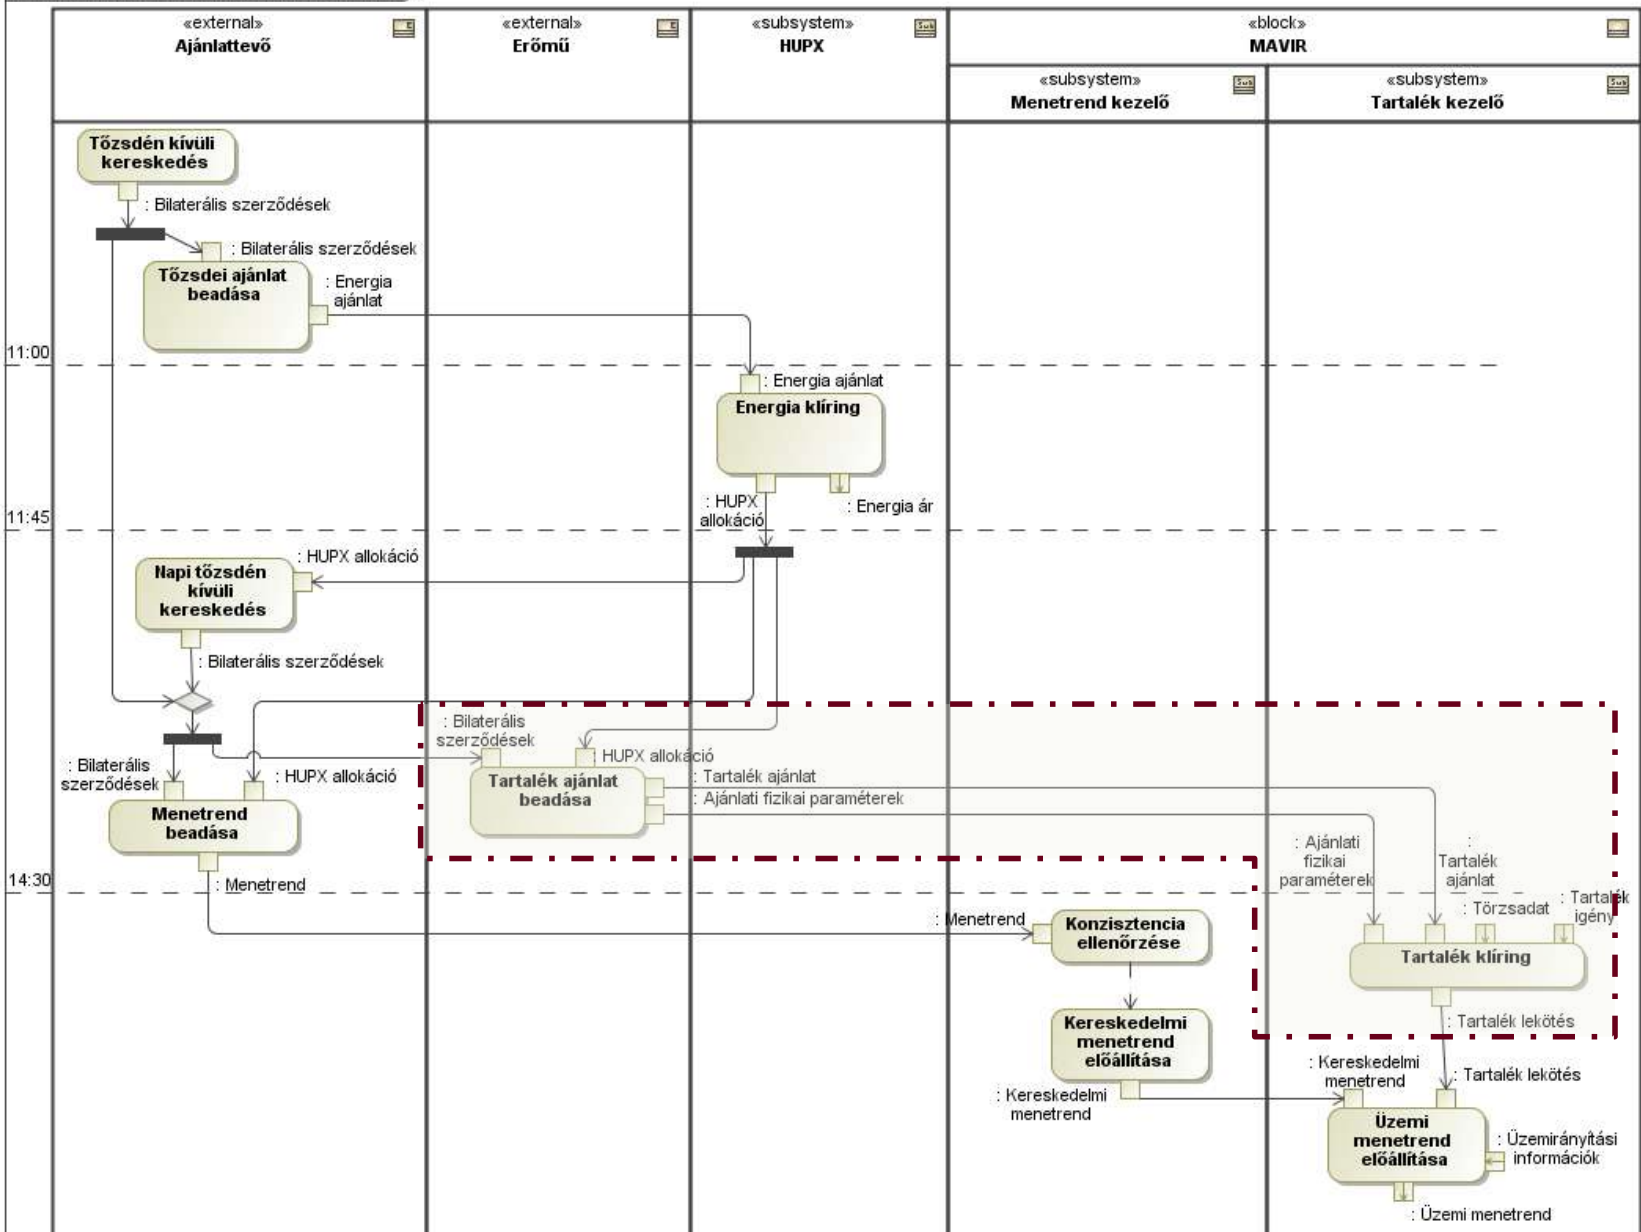 «external»
Ajánlattevő
«external»
Erőmű
«subsystem»
HUPX
«block»
MAVIR
«subsystem»
Menetrend kezelő
«subsystem»
Tartalék kezelő
Tőzsdén kívüli
kereskedés
: Bilaterális szerződések
: Bilaterális szerződések
Tőzsdei ajánlat
beadása
: Energia
ajánlat
11:00
: Energia ajánlat
Energia klíring
: HUPX
allokáció
: Energia ár
11:45
: HUPX allokáció
Napi tőzsdén
kívüli
kereskedés
: Bilaterális szerződések
: Bilaterális
szerződések
: HUPX allokáció
: Bilaterális
szerződések
: HUPX allokáció
Tartalék ajánlat
beadása
: Tartalék ajánlat
: Ajánlati fizikai paraméterek
Menetrend
beadása
: Ajánlati
fizikai
paraméterek
:
Tartalék
ajánlat
14:30
: Menetrend
: Törzsadat
: Tartalék
igény
: Menetrend
Konzisztencia
ellenőrzése
Tartalék klíring
: Tartalék lekötés
Kereskedelmi
menetrend
előállítása
: Kereskedelmi
menetrend
: Kereskedelmi
menetrend
: Tartalék lekötés
Üzemi
menetrend
előállítása
: Üzemirányítási
információk
: Üzemi menetrend